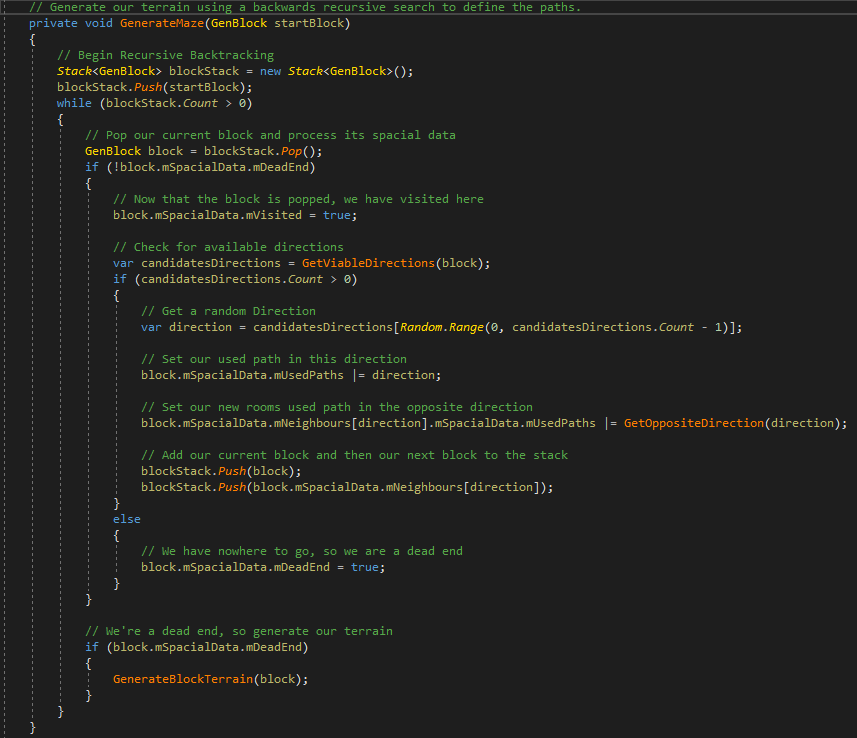 // Generate our terrain using a backwards recursive search to define the paths.
private void GenerateMaze(GenBlock startBlock)
{
    // Begin Recursive Backtracking
    Stack<GenBlock> blockStack = new Stack<GenBlock>();
    blockStack.Push(startBlock);
    while (blockStack.Count > 0)
    {
        // Pop our current block and process its spacial data
        GenBlock block = blockStack.Pop();
        if (!block.mSpacialData.mDeadEnd)
        {
            // Now that the block is popped, we have visited here
            block.mSpacialData.mVisited = true;

            // Check for available directions
            var candidatesDirections = GetViableDirections(block);
            if (candidatesDirections.Count > 0)
            {
                // Get a random Direction
                var direction = candidatesDirections[Random.Range(0, candidatesDirections.Count - 1)];

                // Set our used path in this direction
                block.mSpacialData.mUsedPaths |= direction;

                // Set our new rooms used path in the opposite direction
                block.mSpacialData.mNeighbours[direction].mSpacialData.mUsedPaths |= GetOppositeDirection(direction);

                // Add our current block and then our next block to the stack
                blockStack.Push(block);
                blockStack.Push(block.mSpacialData.mNeighbours[direction]);
            }
            else
            {
                // We have nowhere to go, so we are a dead end
                block.mSpacialData.mDeadEnd = true;
            }
        }

        // We're a dead end, so generate our terrain
        if (block.mSpacialData.mDeadEnd)
        {
            GenerateBlockTerrain(block);
        }
    }
}